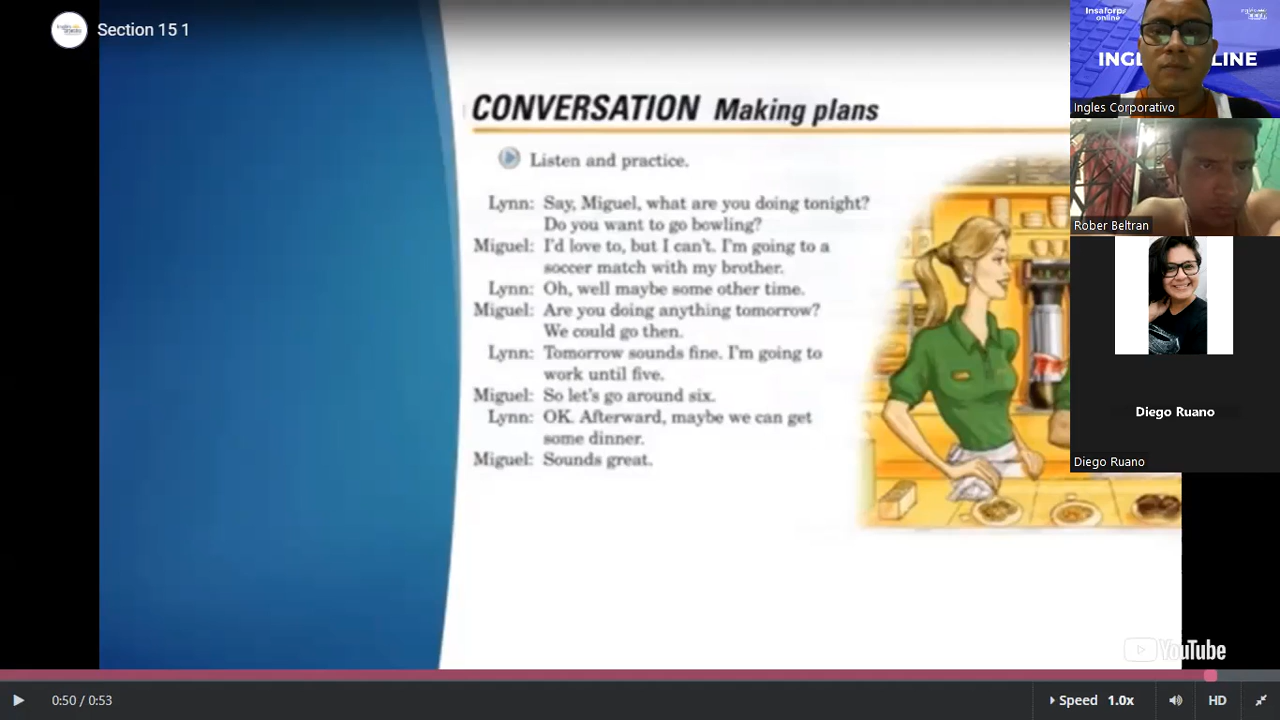 Section 15 1
CONVERSATION Making plans
Listen and practice.
Lynn: Say, Miguel, what are you doing tonight?
Do you want to go bowling?
Miguel: I'd love to, but I can't. I'm going to a
soccer match with my brother.
Lynn: Oh, well maybe some other time.
Miguel: Are you doing anything tomorrow?
We could go then.
Lynn: Tomorrow sounds fine. I'm going to
work until five.
Miguel: So let's go around six.
Lynn: OK. Afterward, maybe we can get
some dinner.
Miguel: Sounds great.
YouTube
0:50 / 0:53
Speed 1.0x
HD
Insaforp
online
LINE
Ingles Corporativo
Rober Beltran
Diego Ruano
Diego Ruano